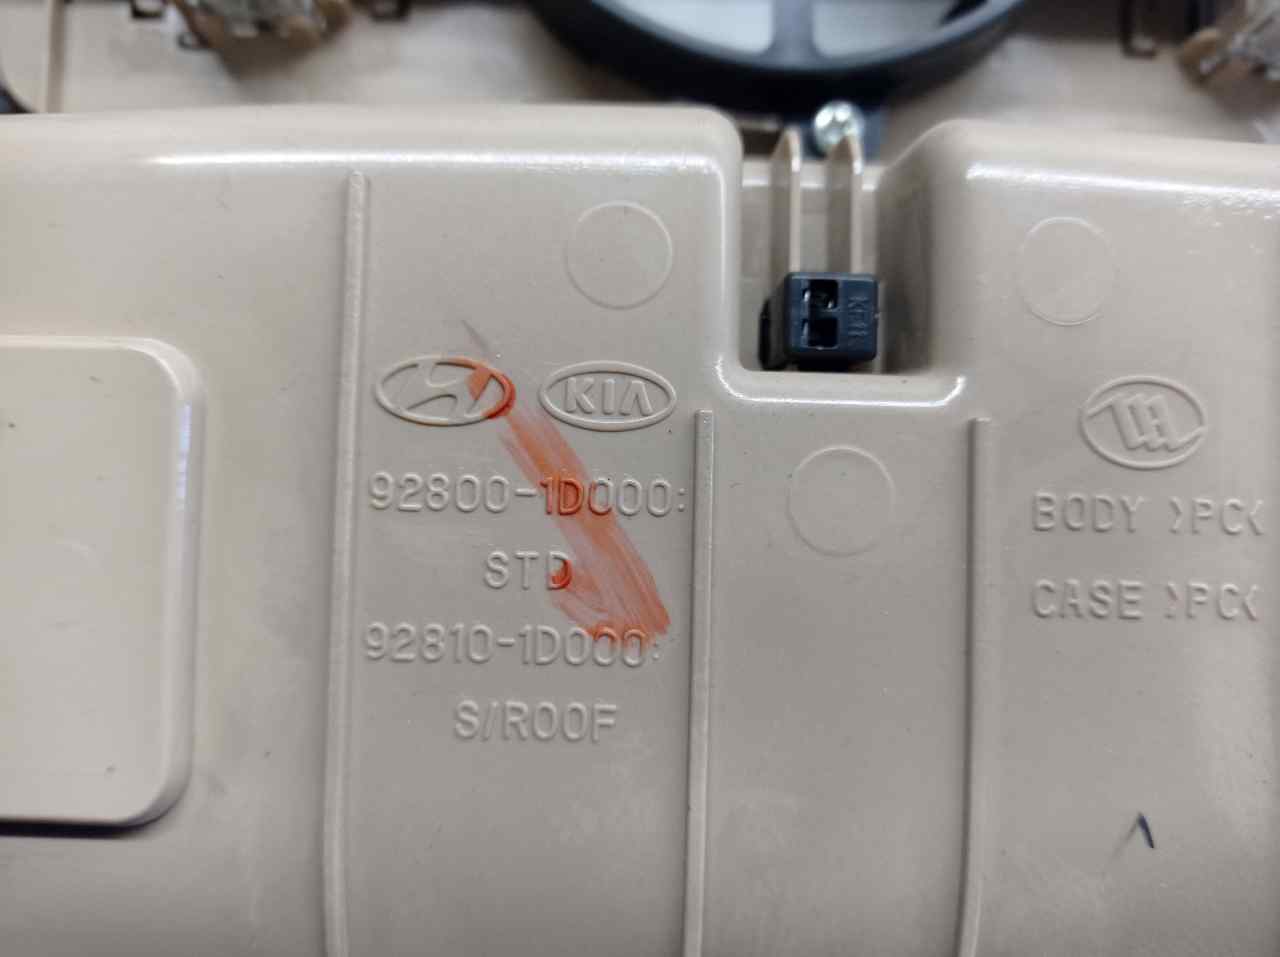 KIA
92800-1D000:
STD
92810-1D000:
S/ROOF
BODY >PC<
CASE >PC<